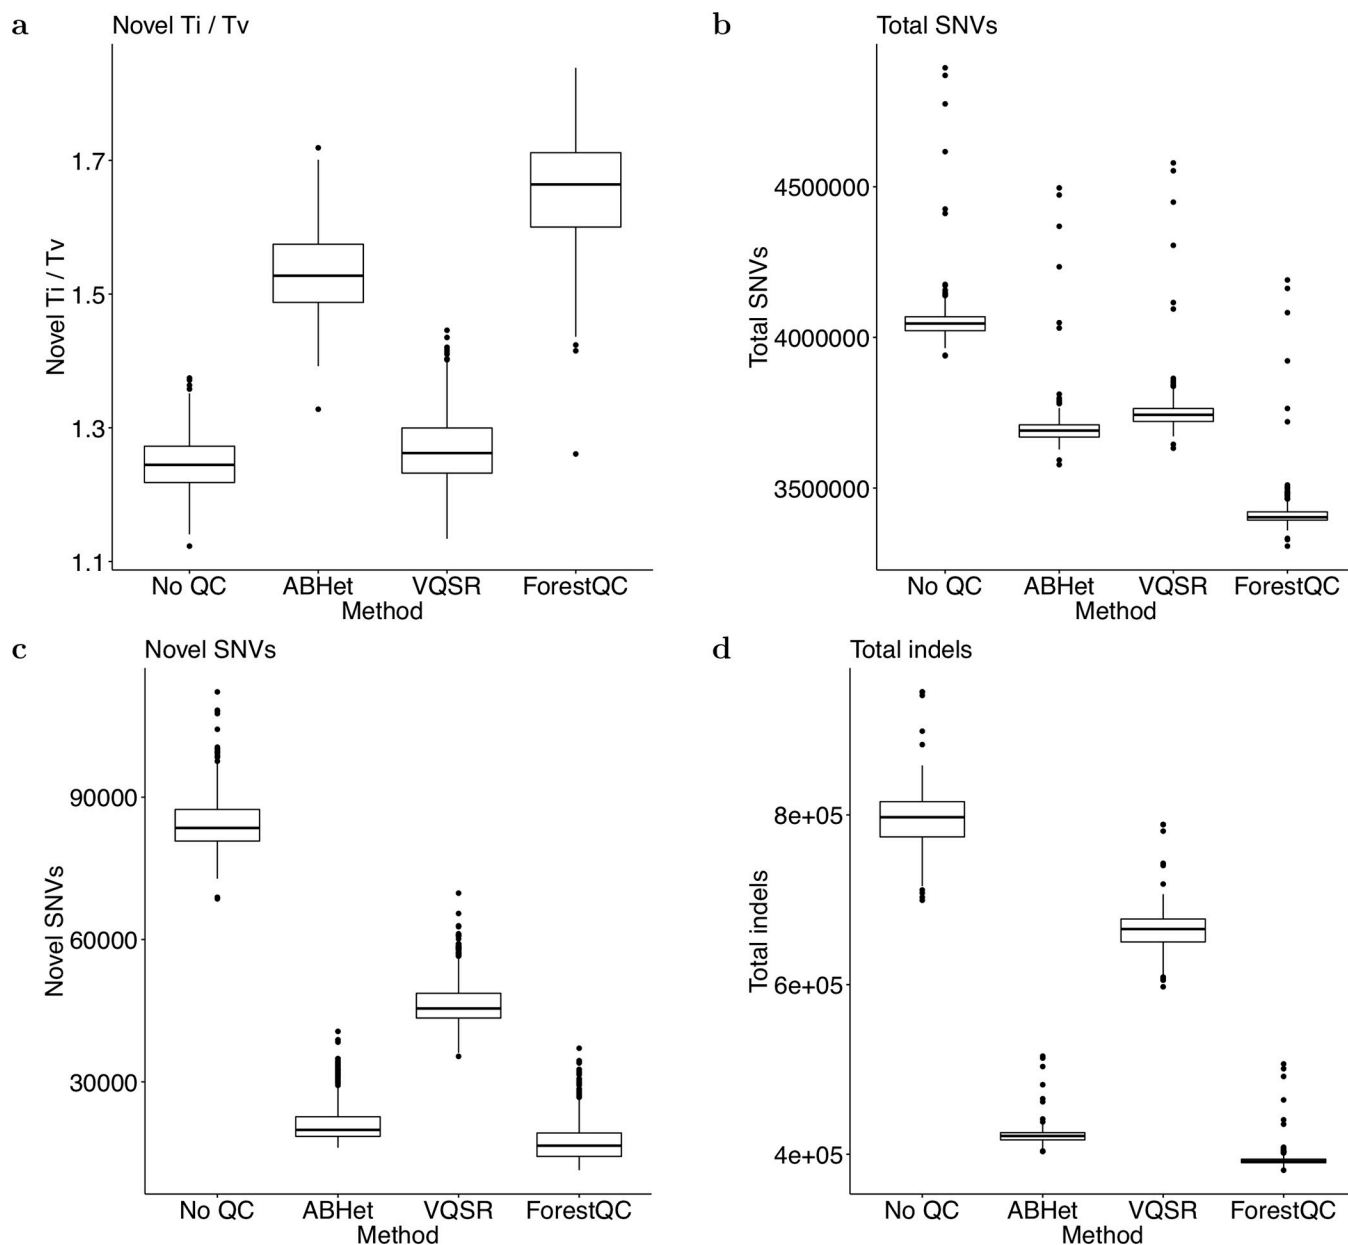 a
Novel Ti / Tv
Novel Ti / Tv
1.7
1.5
1.3
1.1
No QC
ABHet
VQSR
ForestQC
Method
b
Total SNVs
Total SNVs
4500000
4000000
3500000
No QC
ABHet
VQSR
ForestQC
Method
c
Novel SNVs
Novel SNVs
90000
60000
30000
No QC
ABHet
VQSR
ForestQC
Method
d
Total indels
Total indels
8e+05
6e+05
4e+05
No QC
ABHet
VQSR
ForestQC
Method